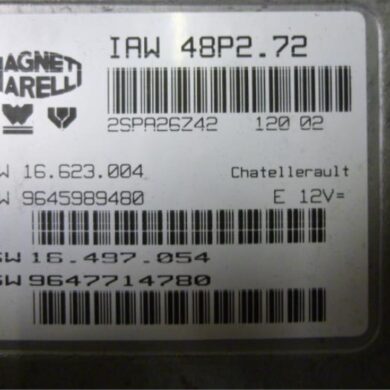 MAGNETI
MARELLI
IAW 48P2.72
2SPA26Z42 120 02
W 16.623.004 Chatellerault
W 9645989480 E 12V=
SW 16.497.054
SW 9647714780